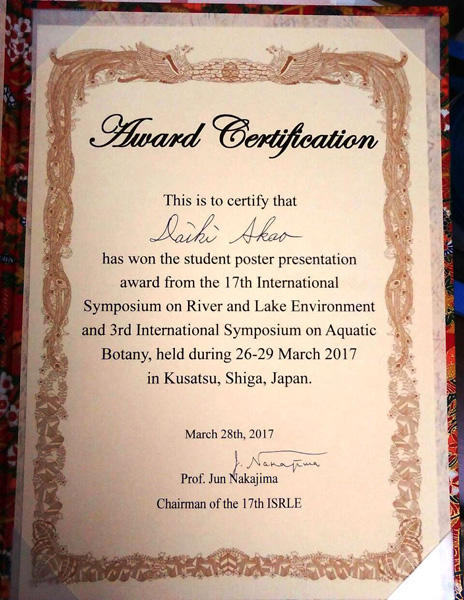 Award Certification
This is to certify that
Daiki Akao
has won the student poster presentation
award from the 17th International
Symposium on River and Lake Environment
and 3rd International Symposium on Aquatic
Botany, held during 26-29 March 2017
in Kusatsu, Shiga, Japan.
March 28th, 2017
J. Nakajima
Prof. Jun Nakajima
Chairman of the 17th ISRLE